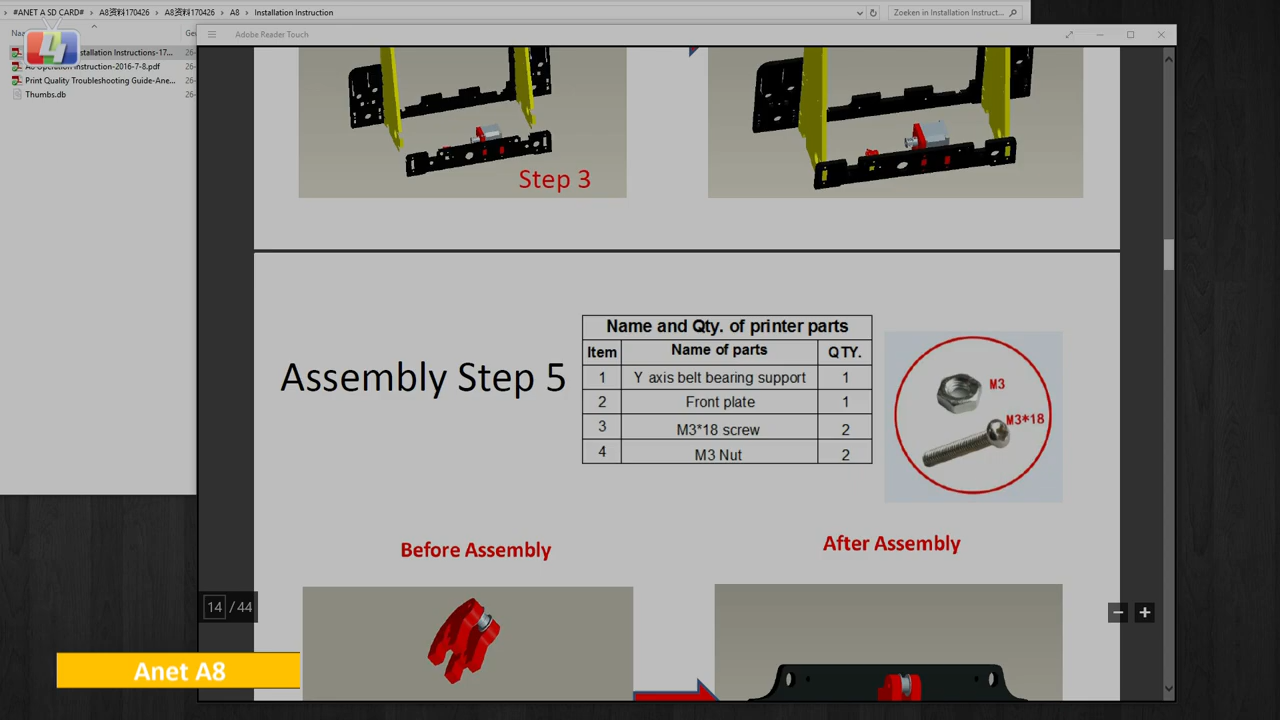 #ANET A SD CARD# › A8资料170426 › A8资料170426 › A8 › Installation Instruction
Zoeken in Installation Instruct...
Adobe Reader Touch
4
stallation Instructions-17...
26-
A8 Operation Instruction-2016-7-8.pdf
26-
Print Quality Troubleshooting Guide-Ane...
26-
Thumbs.db
26-
Step 3
Assembly Step 5
Name and Qty. of printer parts
Item Name of parts QTY.
1 Y axis belt bearing support 1
2 Front plate 1
3 M3*18 screw 2
4 M3 Nut 2
M3
M3*18
Before Assembly
After Assembly
14 / 44
Anet A8